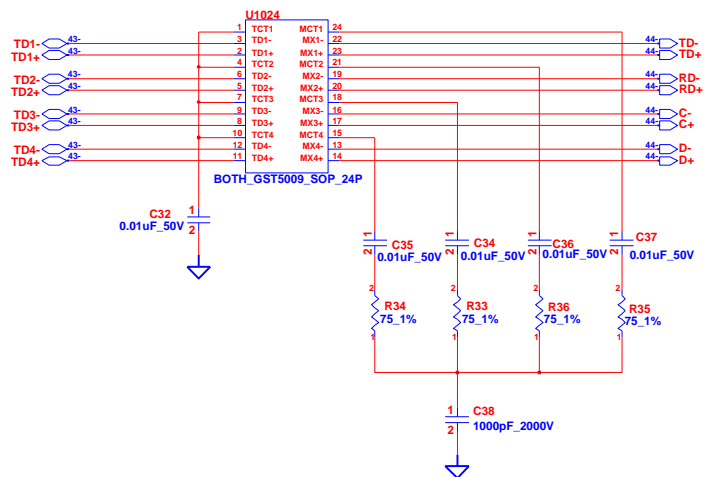 U1024
1 TCT1 MCT1 24
TD1- 43- 3 TD1- MX1- 22 44- TD-
TD1+ 43- 2 TD1+ MX1+ 23 44- TD+
4 TCT2 MCT2 21
TD2- 43- 6 TD2- MX2- 19 44- RD-
TD2+ 43- 5 TD2+ MX2+ 20 44- RD+
7 TCT3 MCT3 18
TD3- 43- 9 TD3- MX3- 16 44- C-
TD3+ 43- 8 TD3+ MX3+ 17 44- C+
10 TCT4 MCT4 15
TD4- 43- 12 TD4- MX4- 13 44- D-
TD4+ 43- 11 TD4+ MX4+ 14 44- D+
BOTH_GST5009_SOP_24P
1 C32
0.01uF_50V
2
1 C35 1 C34 1 C36 1 C37
2 0.01uF_50V 2 0.01uF_50V 2 0.01uF_50V 2 0.01uF_50V
2 2 2 2
R34 R33 R36 R35
75_1% 75_1% 75_1% 75_1%
1 1 1 1
1 C38
2 1000pF_2000V